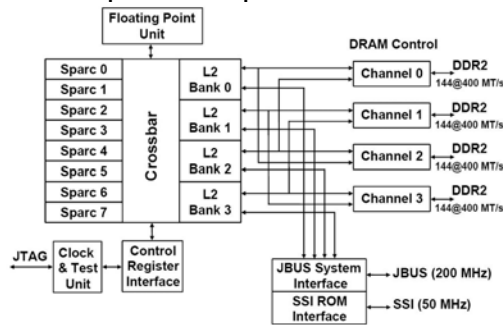 Floating Point
Unit
DRAM Control
Sparc 0
Sparc 1
Sparc 2
Sparc 3
Sparc 4
Sparc 5
Sparc 6
Sparc 7
Crossbar
L2
Bank 0
L2
Bank 1
L2
Bank 2
L2
Bank 3
Channel 0
DDR2
144@400 MT/s
Channel 1
DDR2
144@400 MT/s
Channel 2
DDR2
144@400 MT/s
Channel 3
DDR2
144@400 MT/s
JTAG
Clock
& Test
Unit
Control
Register
Interface
JBUS System
Interface
JBUS (200 MHz)
SSI ROM
Interface
SSI (50 MHz)